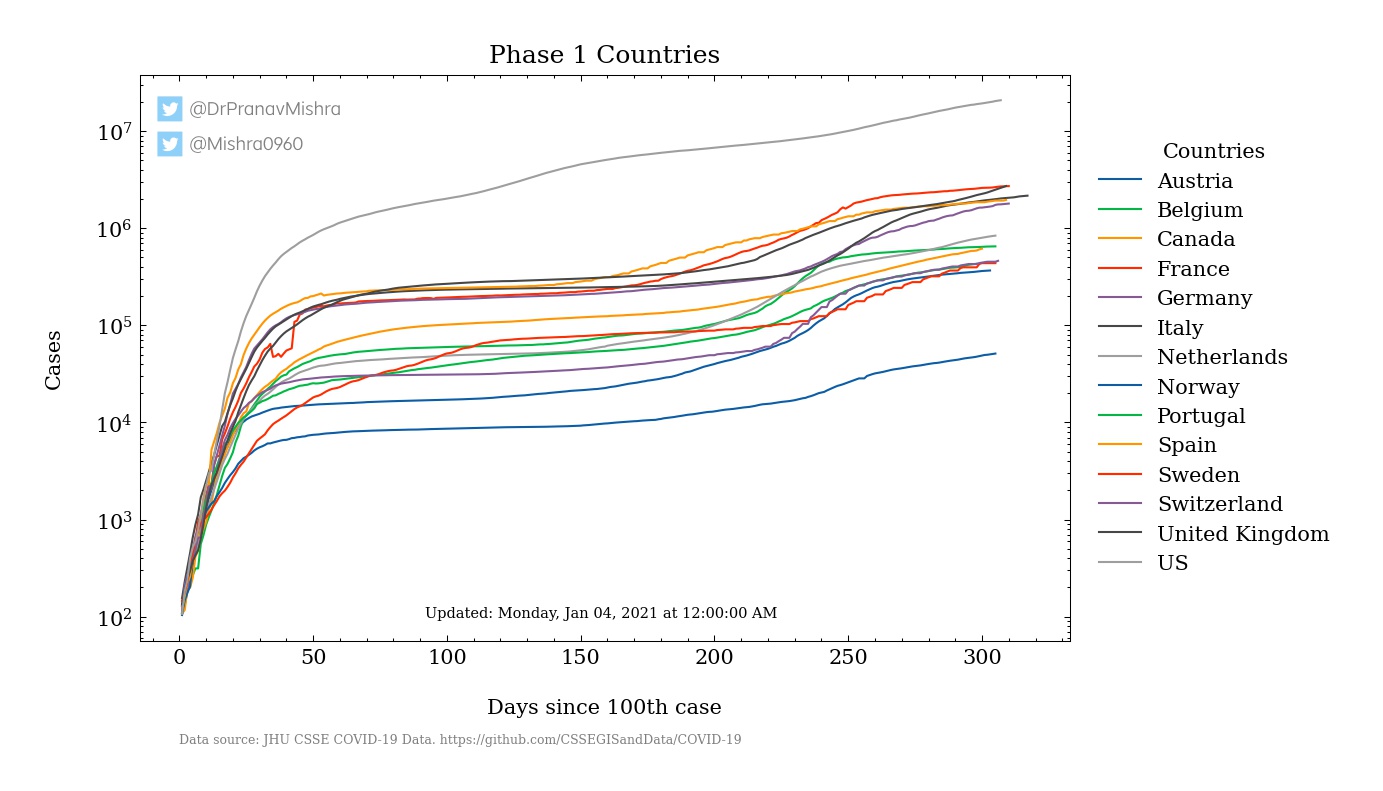 Phase 1 Countries
@DrPranavMishra
@Mishra0960
10^7
10^6
10^5
10^4
10^3
10^2
Cases
Updated: Monday, Jan 04, 2021 at 12:00:00 AM
0 50 100 150 200 250 300
Days since 100th case
Data source: JHU CSSE COVID-19 Data. https://github.com/CSSEGISandData/COVID-19
Countries
Austria
Belgium
Canada
France
Germany
Italy
Netherlands
Norway
Portugal
Spain
Sweden
Switzerland
United Kingdom
US